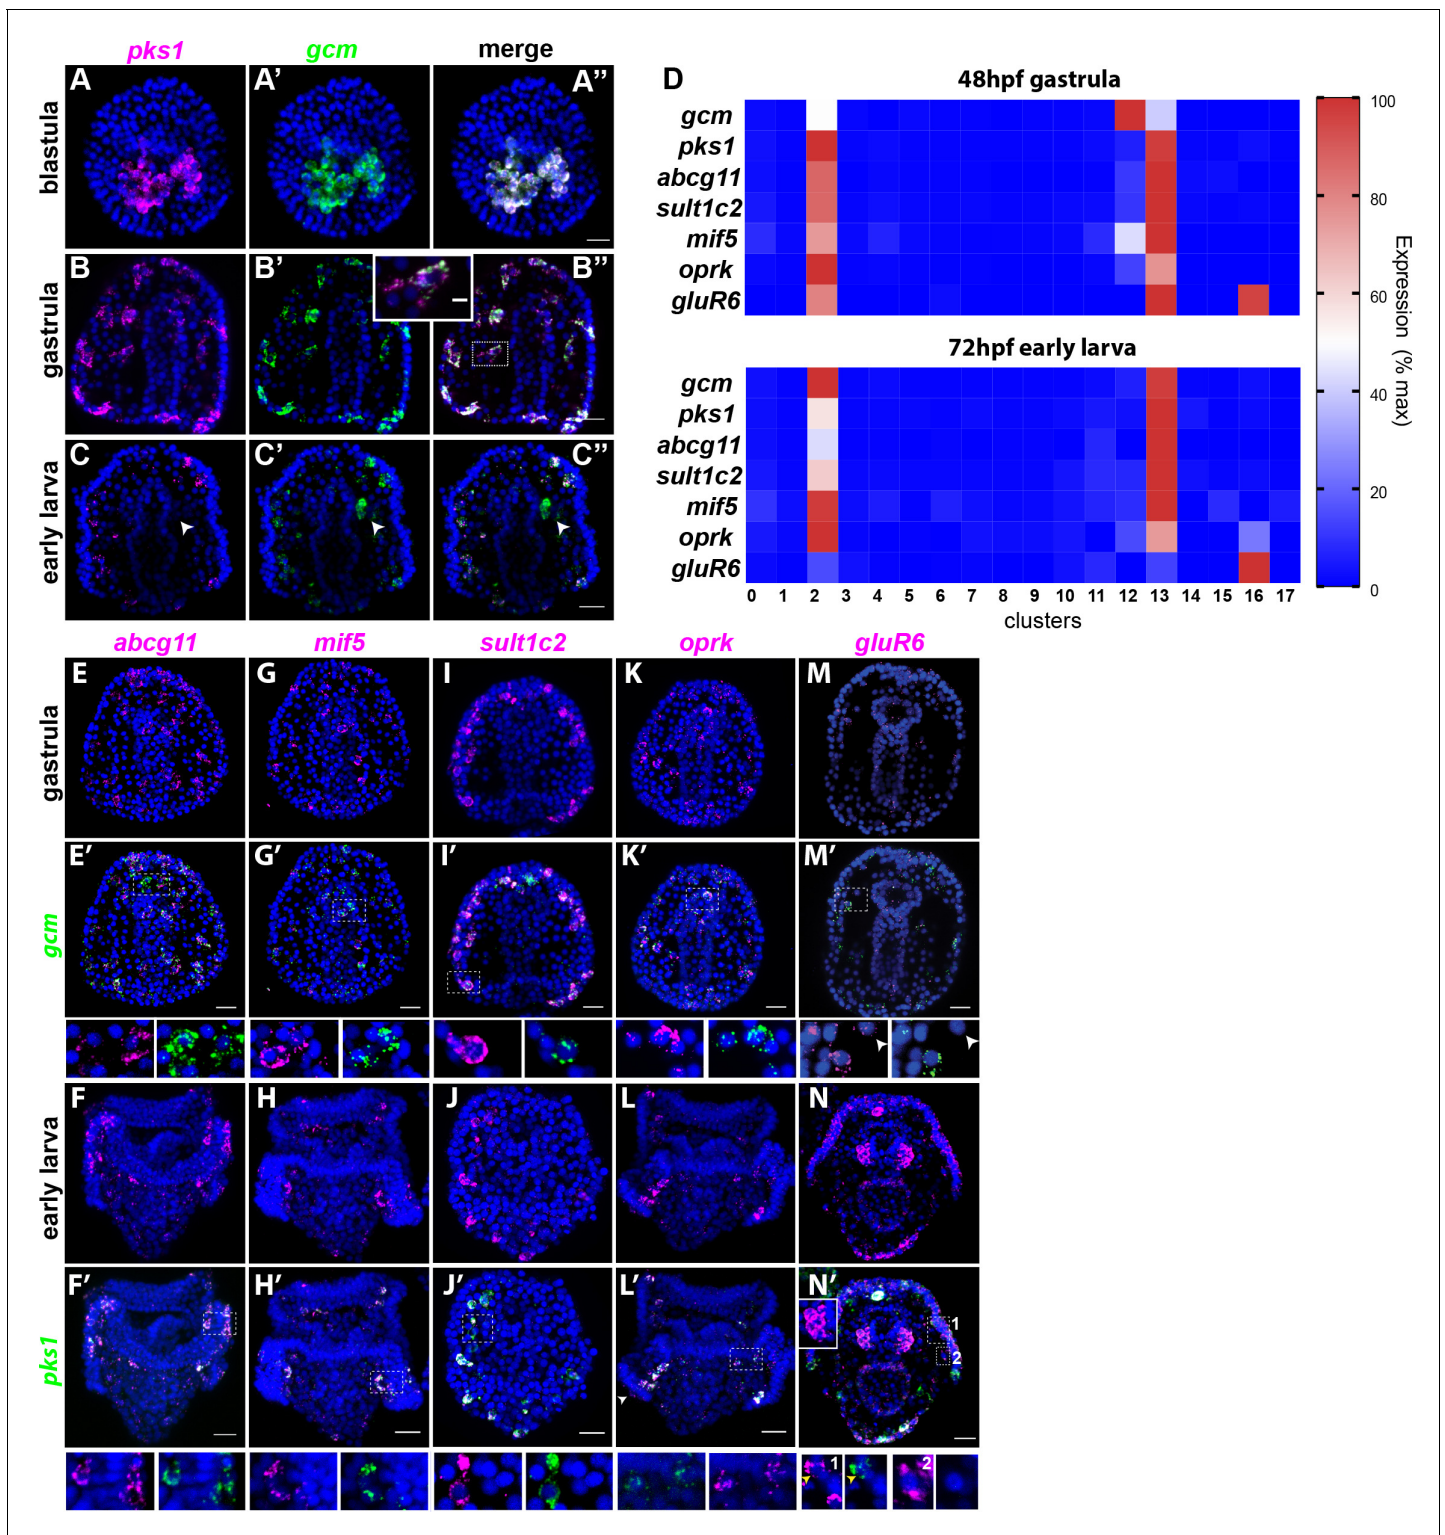 pks1 gcm merge
A A’ A”
blastula
B B’ B”
gastrula
C C’ C”
early larva
D
48hpf gastrula
gcm
pks1
abcg11
sult1c2
mif5
oprk
gluR6
72hpf early larva
gcm
pks1
abcg11
sult1c2
mif5
oprk
gluR6
0 1 2 3 4 5 6 7 8 9 10 11 12 13 14 15 16 17
clusters
100
80
60
40
20
0
Expression (% max)
abcg11 mif5 sult1c2 oprk gluR6
E G I K M
gastrula
E’ G’ I’ K’ M’
gcm
F H J L N
early larva
F’ H’ J’ L’ N’
pks1
1
2
1 2